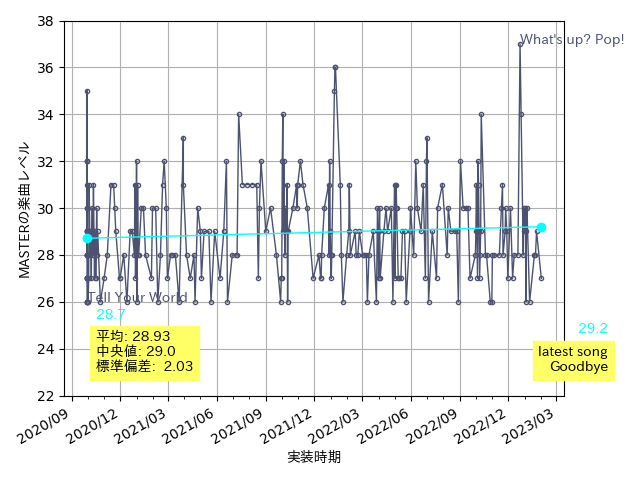 38
What's up? Pop!
36
34
32
30
28
26
24
22
MASTERの楽曲レベル
Tell Your World
28.7
平均: 28.93
中央値: 29.0
標準偏差: 2.03
29.2
latest song
Goodbye
2020/09
2020/12
2021/03
2021/06
2021/09
2021/12
2022/03
2022/06
2022/09
2022/12
2023/03
実装時期